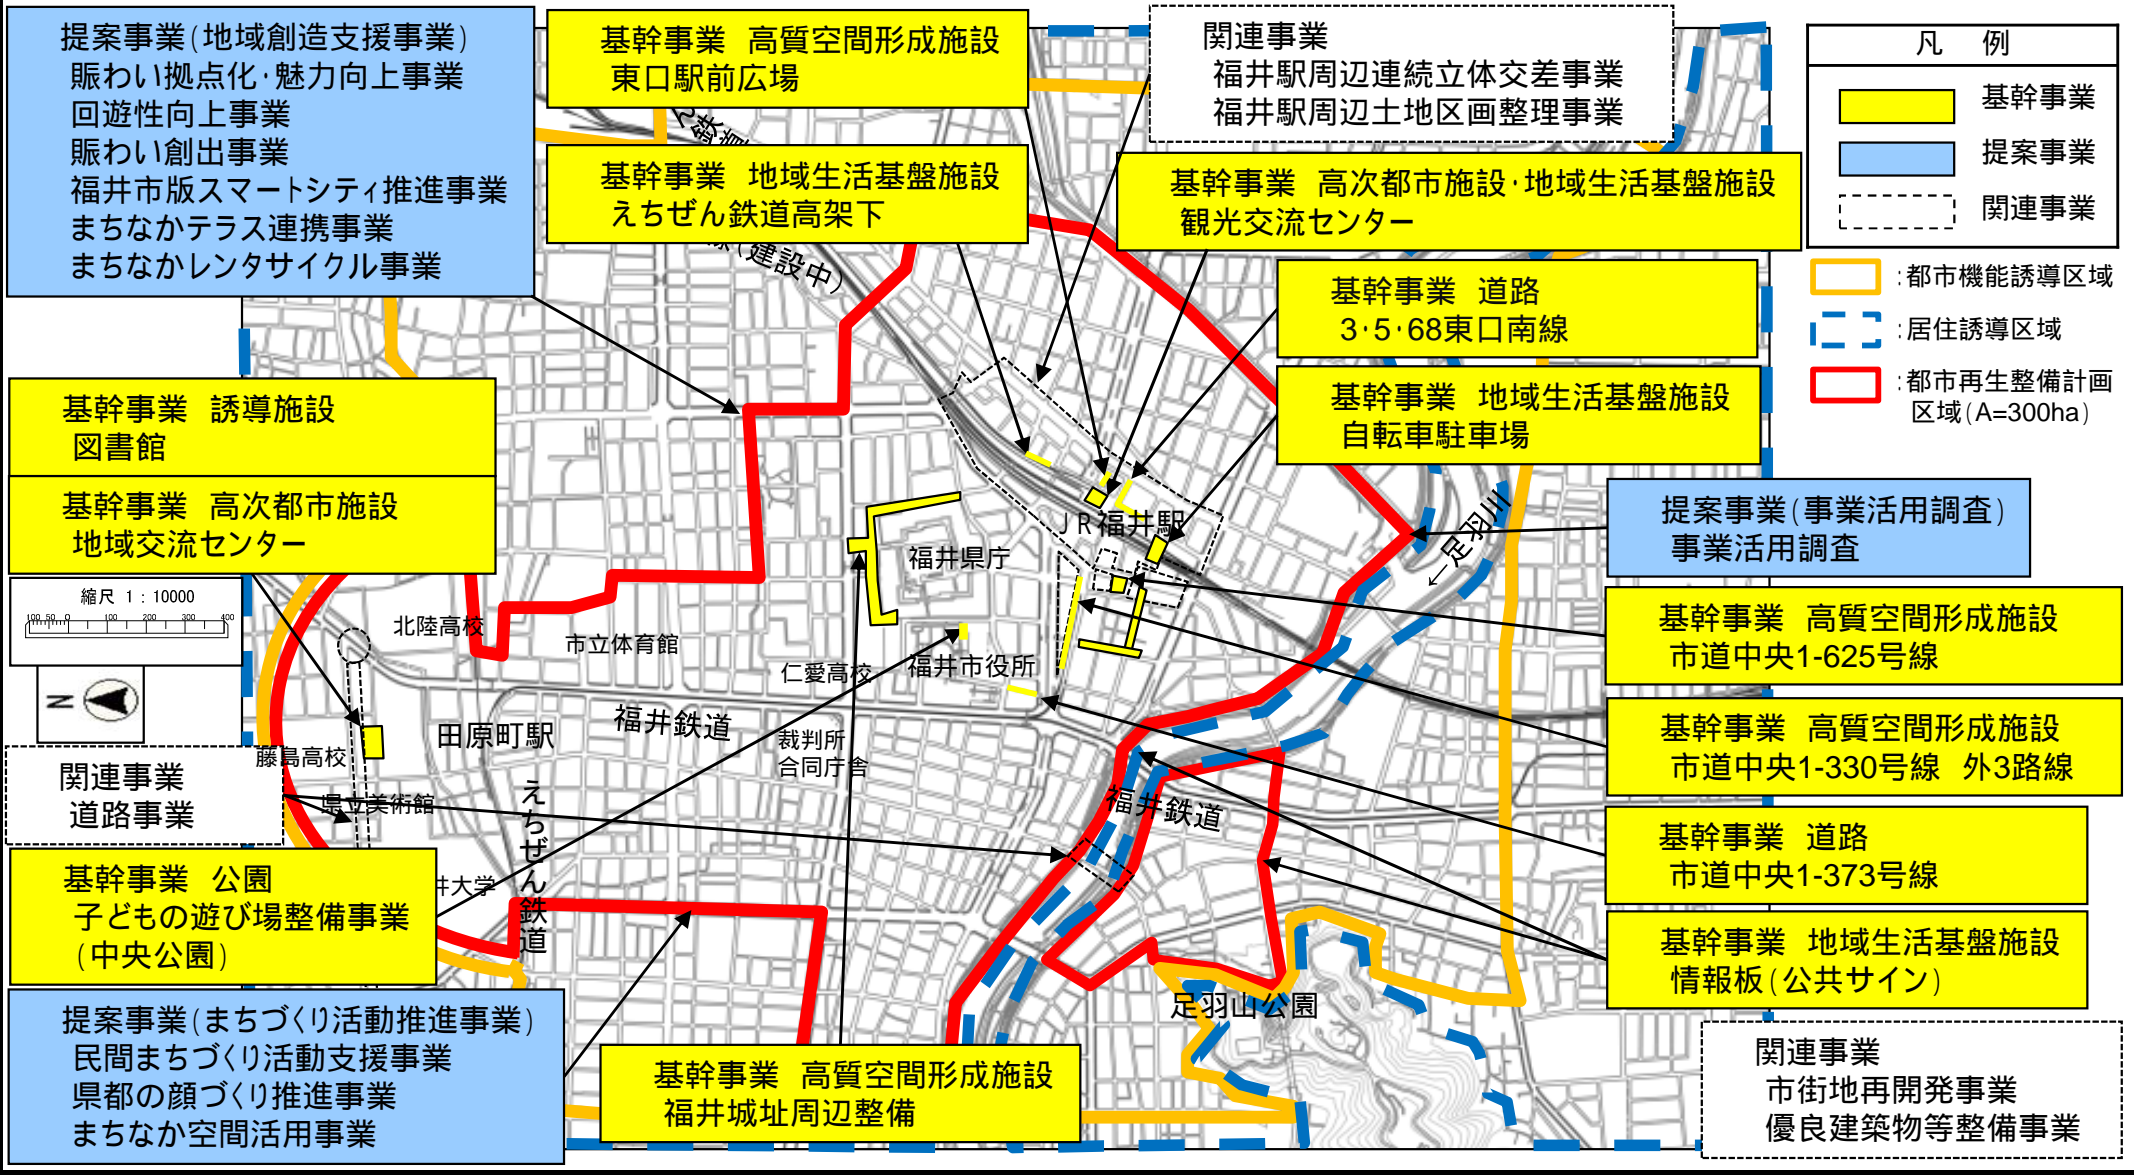 提案事業(地域創造支援事業)
賑わい拠点化・魅力向上事業
回遊性向上事業
賑わい創出事業
福井市版スマートシティ推進事業
まちなかテラス連携事業
まちなかレンタサイクル事業
基幹事業 高質空間形成施設
東口駅前広場
関連事業
福井駅周辺連続立体交差事業
福井駅周辺土地区画整理事業
凡 例
基幹事業
提案事業
関連事業
:都市機能誘導区域
:居住誘導区域
:都市再生整備計画
区域(A=300ha)
基幹事業 地域生活基盤施設
えちぜん鉄道高架下
基幹事業 高次都市施設・地域生活基盤施設
観光交流センター
(建設中)
基幹事業 道路
3・5・68東口南線
基幹事業 地域生活基盤施設
自転車駐車場
基幹事業 誘導施設
図書館
基幹事業 高次都市施設
地域交流センター
提案事業(事業活用調査)
事業活用調査
←足羽川
JR福井駅
福井県庁
縮尺 1:10000
100 50 0 100 200 300 400
N
北陸高校
市立体育館
仁愛高校
福井市役所
基幹事業 高質空間形成施設
市道中央1-625号線
田原町駅
福井鉄道
裁判所
合同庁舎
藤島高校
県立美術館
えちぜん鉄道
福井鉄道
基幹事業 高質空間形成施設
市道中央1-330号線 外3路線
関連事業
道路事業
基幹事業 道路
市道中央1-373号線
基幹事業 公園
子どもの遊び場整備事業
(中央公園)
井大学
基幹事業 地域生活基盤施設
情報板(公共サイン)
足羽山公園
提案事業(まちづくり活動推進事業)
民間まちづくり活動支援事業
県都の顔づくり推進事業
まちなか空間活用事業
基幹事業 高質空間形成施設
福井城址周辺整備
関連事業
市街地再開発事業
優良建築物等整備事業